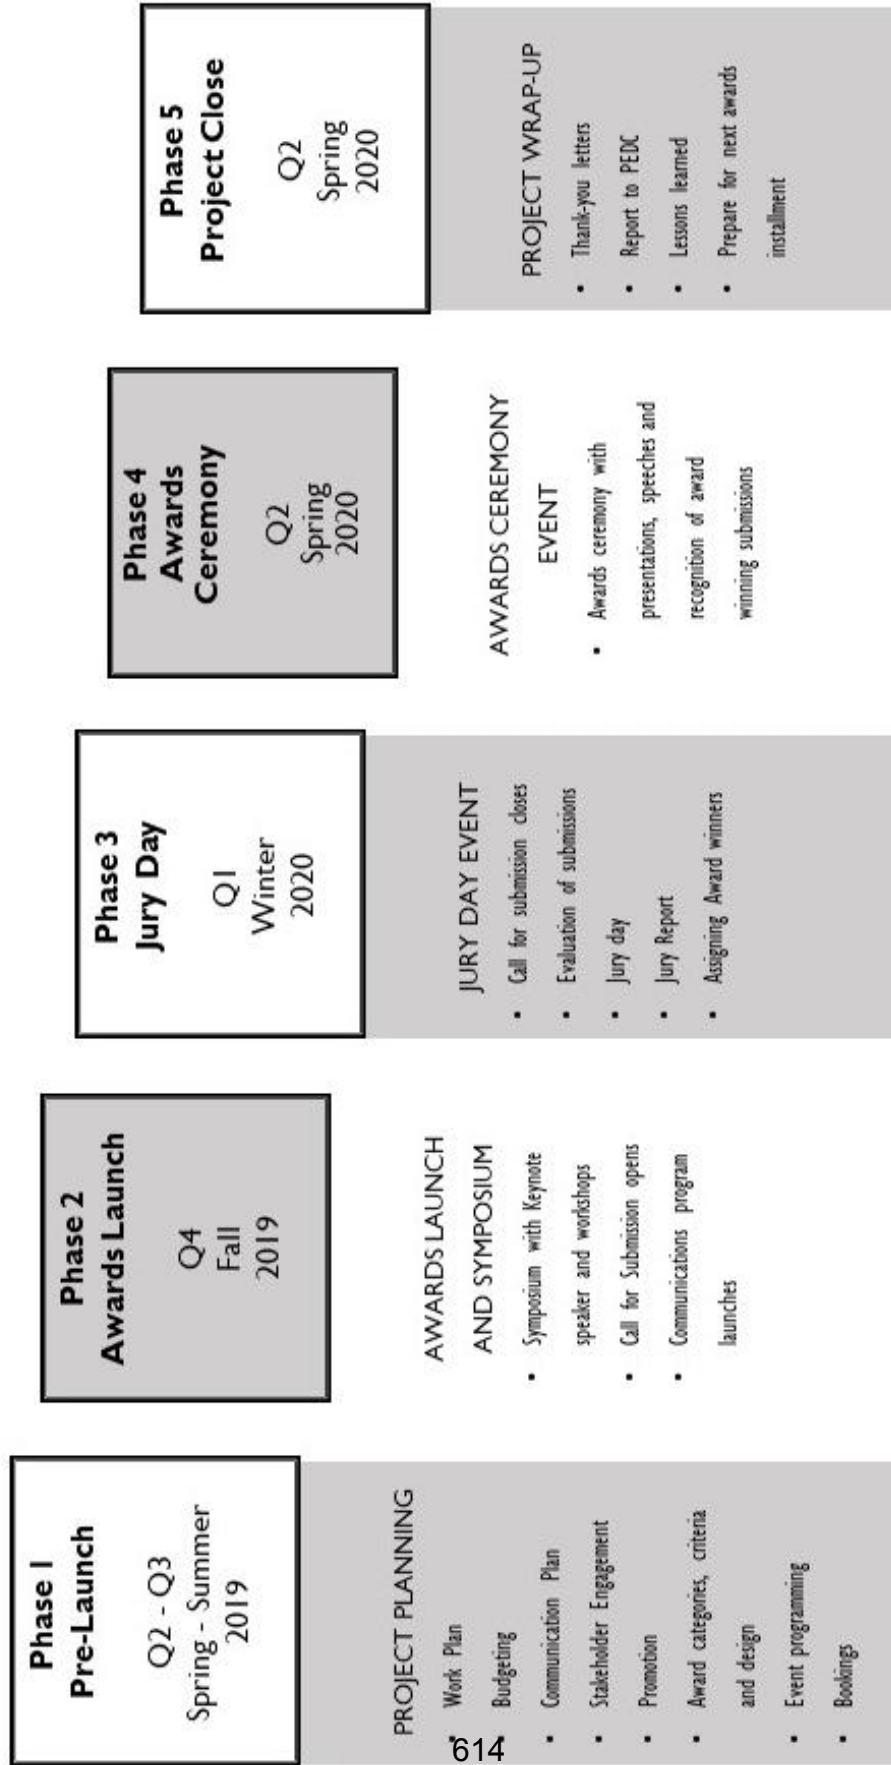 Phase 1
Pre-Launch
Q2 - Q3
Spring - Summer
2019
PROJECT PLANNING
• Work Plan
• Budgeting
• Communication Plan
• Stakeholder Engagement
• Promotion
• Award categories, criteria
and design
• Event programming
• Bookings
Phase 2
Awards Launch
Q4
Fall
2019
AWARDS LAUNCH
AND SYMPOSIUM
• Symposium with Keynote
speaker and workshops
• Call for Submission opens
• Communications program
launches
Phase 3
Jury Day
Q1
Winter
2020
JURY DAY EVENT
• Call for submission closes
• Evaluation of submissions
• Jury day
• Jury Report
• Assigning Award winners
Phase 4
Awards
Ceremony
Q2
Spring
2020
AWARDS CEREMONY
EVENT
• Awards ceremony with
presentations, speeches and
recognition of award
winning submissions
Phase 5
Project Close
Q2
Spring
2020
PROJECT WRAP-UP
• Thank-you letters
• Report to PEDC
• Lessons learned
• Prepare for next awards
installment
614